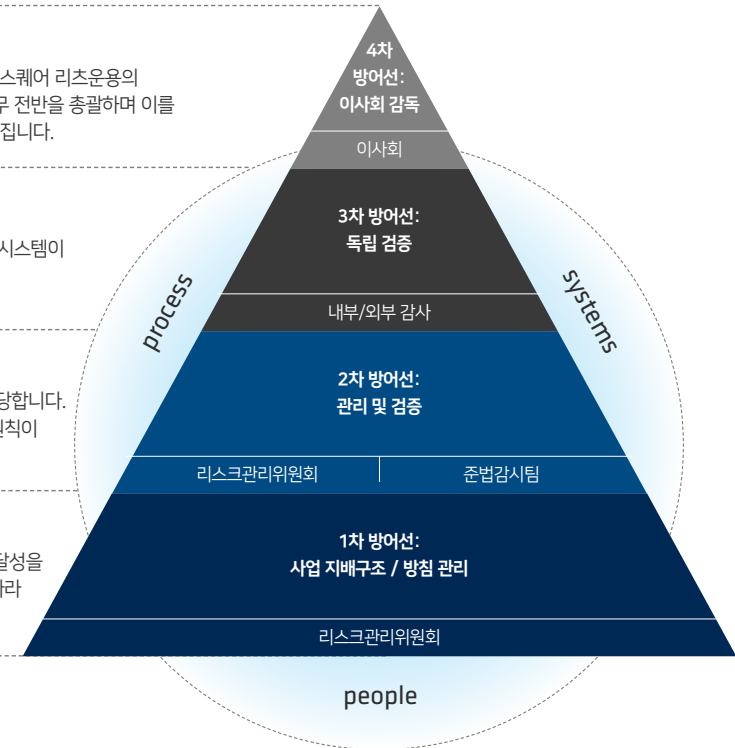 스퀘어 리츠운용의
무 전반을 총괄하며 이를
집니다.
시스템이
당합니다.
원칙이
달성을
따라
4차
방어선:
이사회 감독
이사회
3차 방어선:
독립 검증
내부/외부 감사
2차 방어선:
관리 및 검증
리스크관리위원회
준법감시팀
1차 방어선:
사업 지배구조 / 방침 관리
리스크관리위원회
process
systems
people